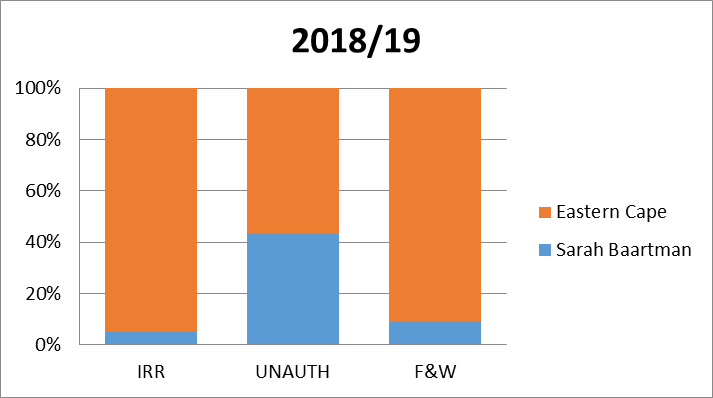 2018/19
100%
80%
60%
40%
20%
0%
IRR UNAUTH F&W
Eastern Cape
Sarah Baartman